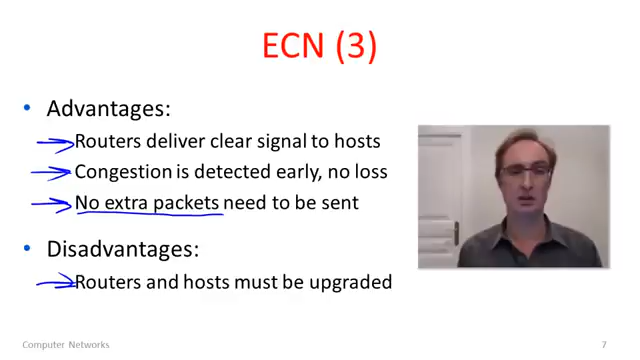 ECN (3)
• Advantages:
Routers deliver clear signal to hosts
Congestion is detected early, no loss
No extra packets need to be sent
• Disadvantages:
Routers and hosts must be upgraded
Computer Networks
7